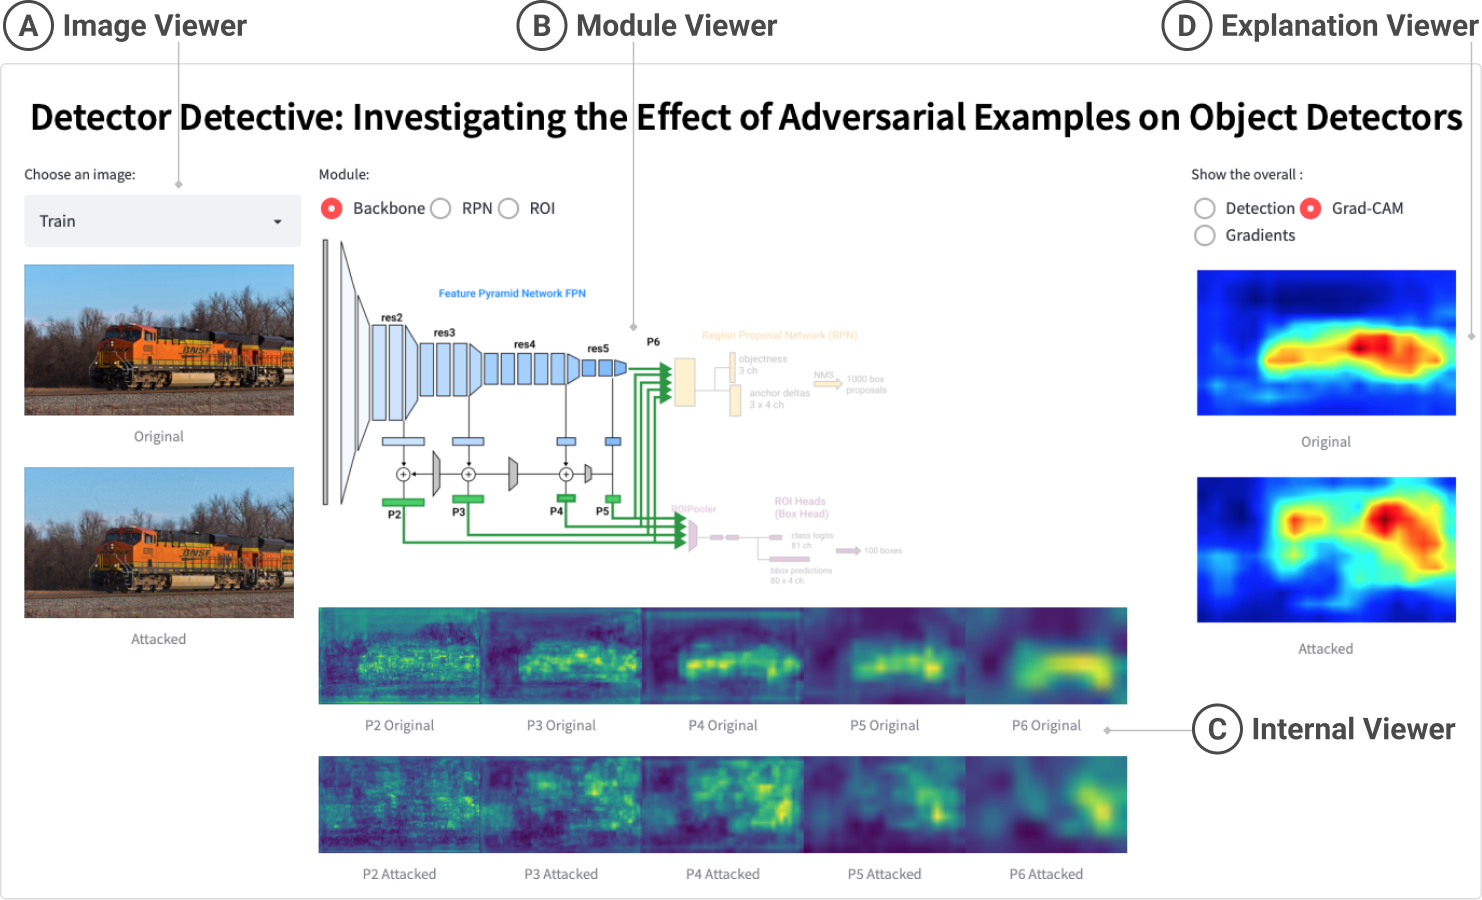 A Image Viewer
B Module Viewer
D Explanation Viewer
Detector Detective: Investigating the Effect of Adversarial Examples on Object Detectors
Choose an image:
Train
BNSF
Original
BNSF
Attacked
Module:
Backbone RPN ROI
Feature Pyramid Network FPN
res2
res3
res4
res5
P6
Region Proposal Network (RPN)
objectness
3 ch
anchor deltas
3 x 4 ch
NMS
1000 box
proposals
P2
P3
P4
P5
ROIPooler
ROI Heads
(Box Head)
class logits
81 ch
bbox predictions
80 x 4 ch
100 boxes
P2 Original
P3 Original
P4 Original
P5 Original
P6 Original
P2 Attacked
P3 Attacked
P4 Attacked
P5 Attacked
P6 Attacked
C Internal Viewer
Show the overall :
Detection Grad-CAM
Gradients
Original
Attacked